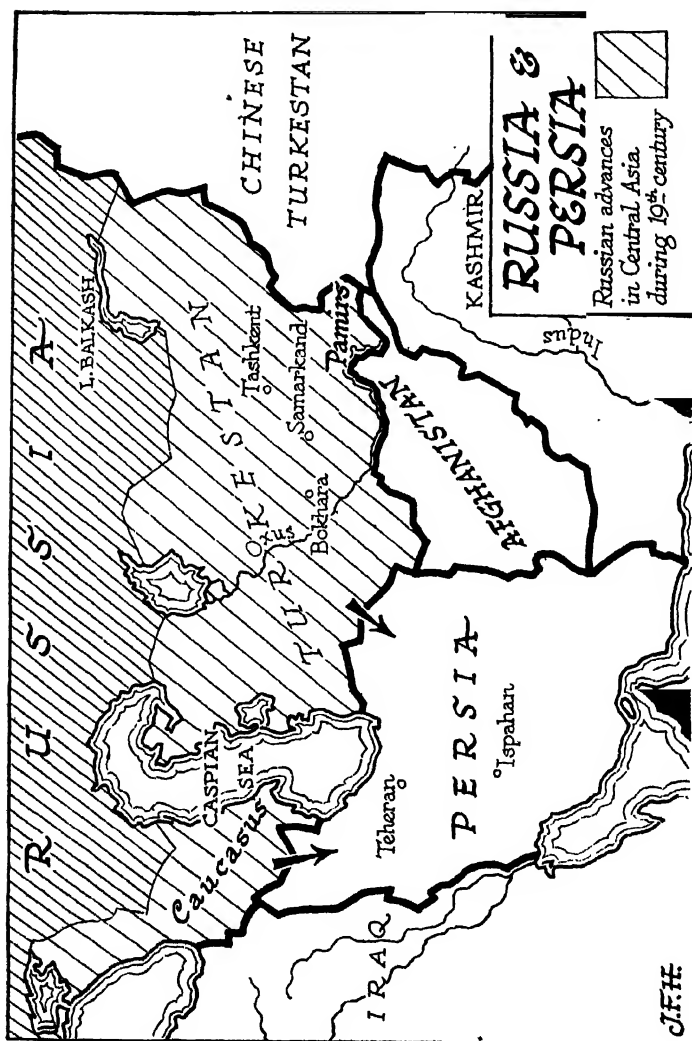 RUSSIA
L. BALKASH
CHINESE
TURKESTAN
TURKESTAN
Tashkent
Samarkand
Oxus
Bokhara
Pamirs
CASPIAN
SEA
Caucasus
KASHMIR
Indus
AFGHANISTAN
Teheran
PERSIA
Ispahan
IRAQ
RUSSIA &
PERSIA
Russian advances
in Central Asia
during 19th century
J.F.H.